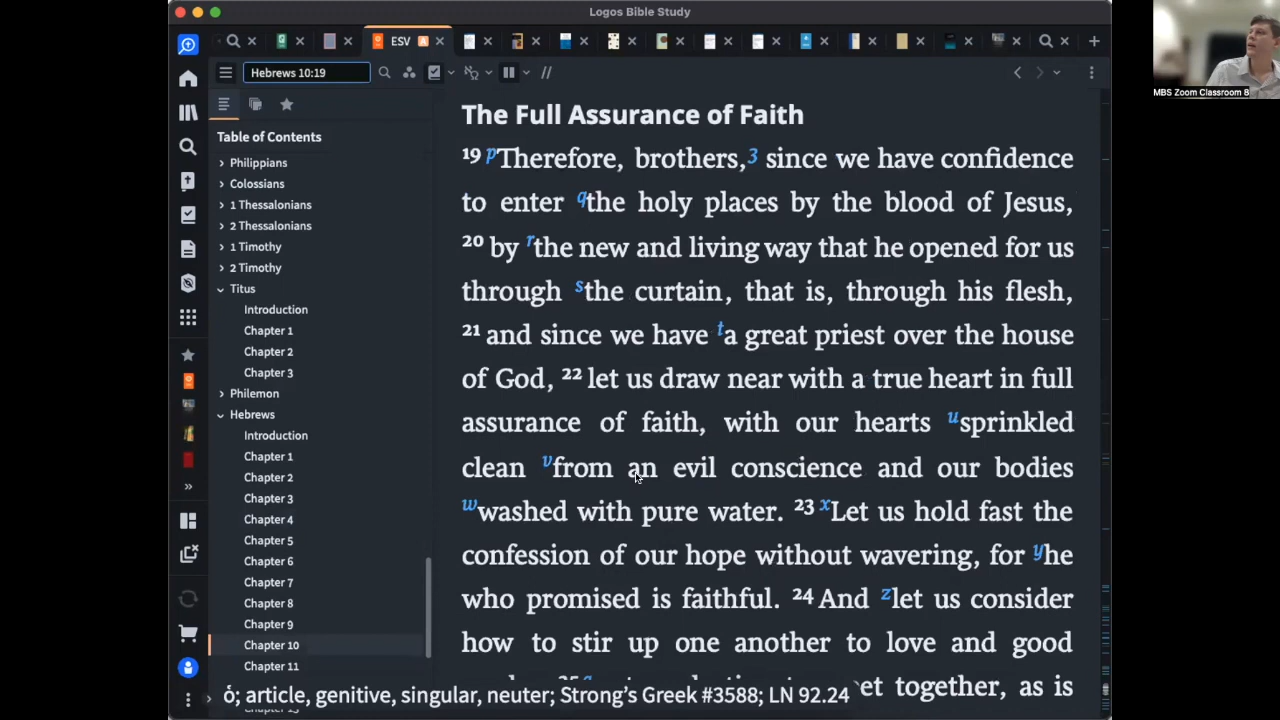 Logos Bible Study
ESV A
Hebrews 10:19
MBS Zoom Classroom 8
Table of Contents
Philippians
Colossians
1 Thessalonians
2 Thessalonians
1 Timothy
2 Timothy
Titus
Introduction
Chapter 1
Chapter 2
Chapter 3
Philemon
Hebrews
Introduction
Chapter 1
Chapter 2
Chapter 3
Chapter 4
Chapter 5
Chapter 6
Chapter 7
Chapter 8
Chapter 9
Chapter 10
Chapter 11
The Full Assurance of Faith
19 pTherefore, brothers,3 since we have confidence
to enter qthe holy places by the blood of Jesus,
20 by rthe new and living way that he opened for us
through sthe curtain, that is, through his flesh,
21 and since we have ta great priest over the house
of God, 22 let us draw near with a true heart in full
assurance of faith, with our hearts usprinkled
clean vfrom an evil conscience and our bodies
wwashed with pure water. 23 xLet us hold fast the
confession of our hope without wavering, for yhe
who promised is faithful. 24 And zlet us consider
how to stir up one another to love and good
together, as is
ὁ; article, genitive, singular, neuter; Strong’s Greek #3588; LN 92.24